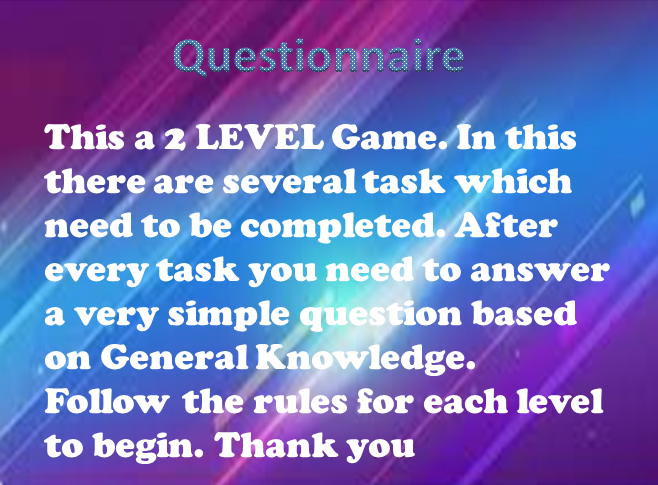 Questionnaire
This a 2 LEVEL Game. In this
there are several task which
need to be completed. After
every task you need to answer
a very simple question based
on General Knowledge.
Follow the rules for each level
to begin. Thank you